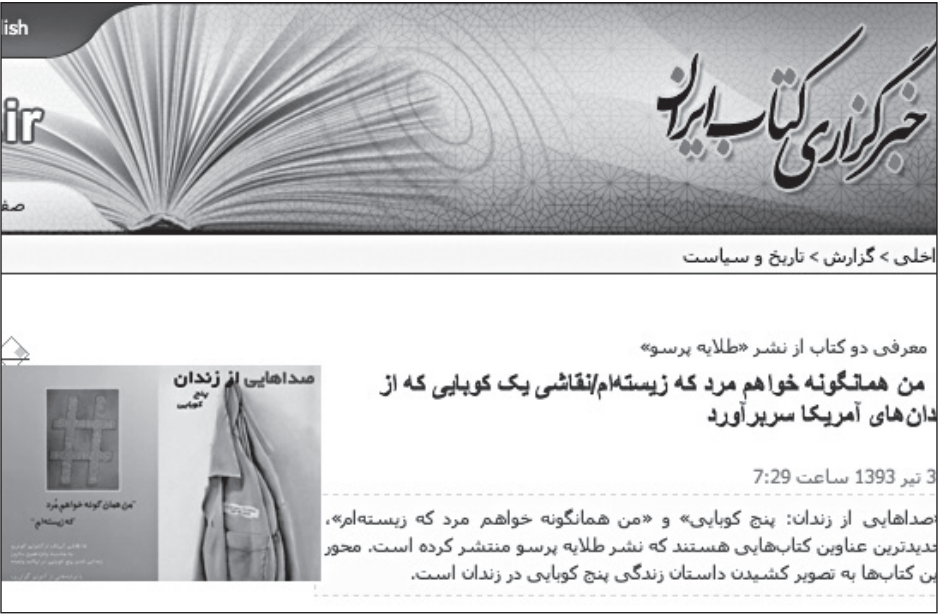 lish
خبرگزاری کتاب ایران
ir
صف
اخلی > گزارش > تاریخ و سیاست
معرفی دو کتاب از نشر «طلایه پرسو»
من همانگونه خواهم مرد که زیسته‌ام/نقاشی یک کوبایی که از
دان‌های آمریکا سربرآورد
3 تیر 1393 ساعت 7:29
صداهایی از زندان
پنج
کوبایی
"من همان گونه خواهم مُرد
که زیسته‌ام"
«صداهایی از زندان: پنج کوبایی» و «من همانگونه خواهم مرد که زیسته‌ام»،
جدیدترین عناوین کتاب‌هایی هستند که نشر طلایه پرسو منتشر کرده است. محور
ین کتاب‌ها به تصویر کشیدن داستان زندگی پنج کوبایی در زندان است.